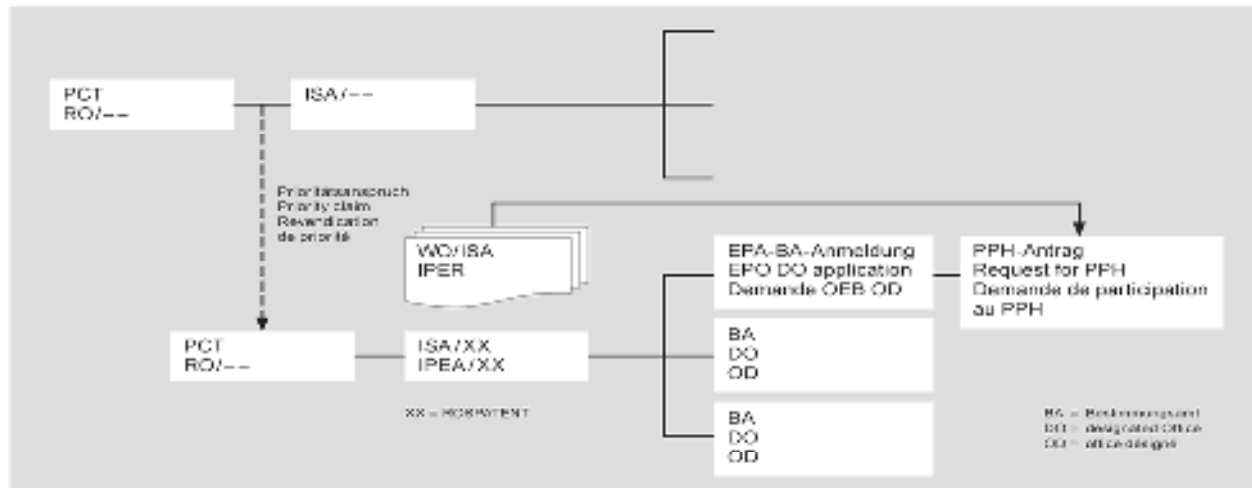 PCT
RO/––
ISA/––
Prioritätsanspruch
Priority claim
Revendication
de priorité
WO/ISA
IPER
EPA-BA-Anmeldung
EPO DO application
Demande OEB OD
PPH-Antrag
Request for PPH
Demande de participation
au PPH
PCT
RO/––
ISA/XX
IPEA/XX
BA
DO
OD
XX = ROSPATENT
BA
DO
OD
BA = Bestimmungsamt
DO = designated Office
OD = office désigné